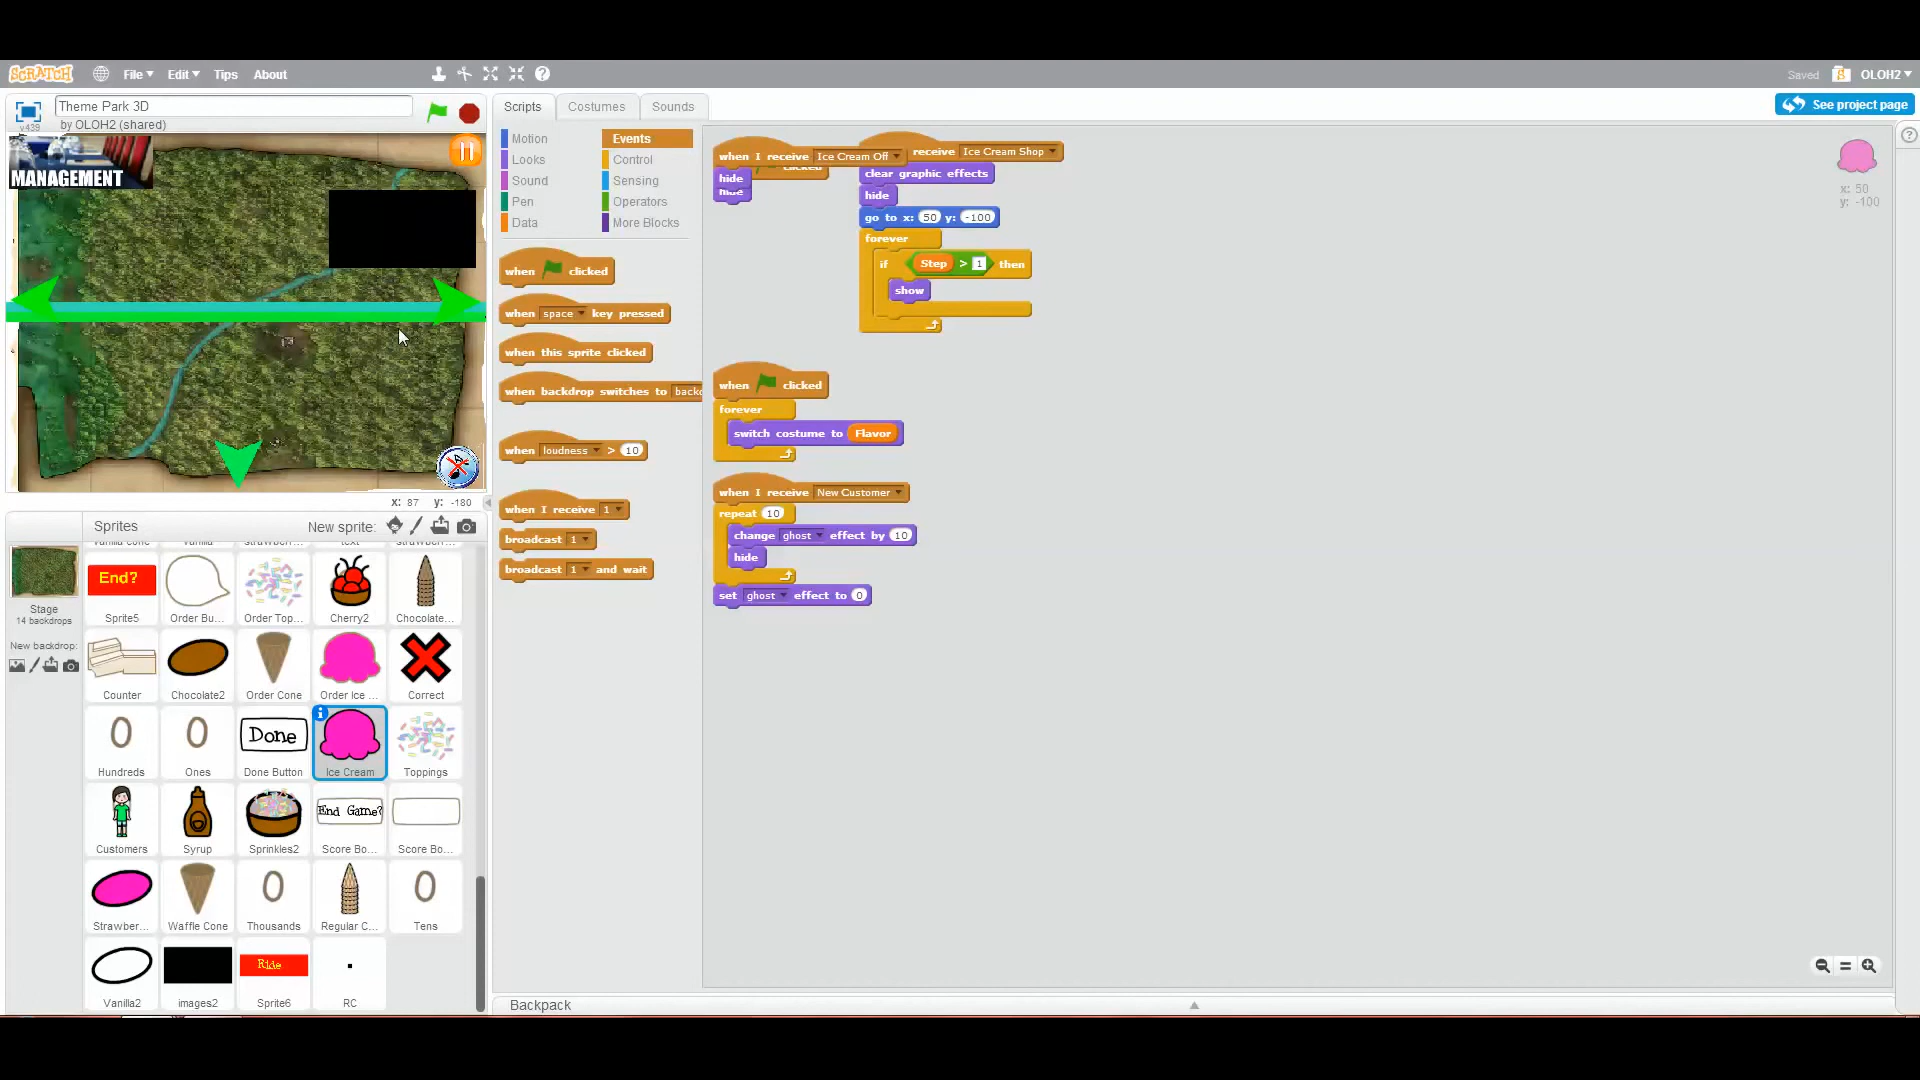 SCRATCH File Edit Tips About Saved OLOH2
Theme Park 3D
by OLOH2 (shared)
v439
MANAGEMENT
x: 87 y: -180
Scripts Costumes Sounds
See project page
Motion Events
Looks Control
Sound Sensing
Pen Operators
Data More Blocks
when clicked
when space key pressed
when this sprite clicked
when backdrop switches to
when loudness > 10
when I receive 1
broadcast 1
broadcast 1 and wait
when I receive Ice Cream Off
hide
clicked
hide
receive Ice Cream Shop
clear graphic effects
hide
go to x: 50 y: -100
forever
if Step > 1 then
show
when clicked
forever
switch costume to Flavor
when I receive New Customer
repeat 10
change ghost effect by 10
hide
set ghost effect to 0
x: 50
y: -100
Sprites New sprite:
Stage
14 backdrops
New backdrop:
End?
Sprite5 Order Bu... Order Top... Cherry2 Chocolate...
Counter Chocolate2 Order Cone Order Ice ... Correct
0 0 Done
Hundreds Ones Done Button Ice Cream Toppings
End Game?
Customers Syrup Sprinkles2 Score Bo... Score Bo...
0 0
Strawber... Waffle Cone Thousands Regular C... Tens
Ride
Vanilla2 images2 Sprite6 RC
Backpack